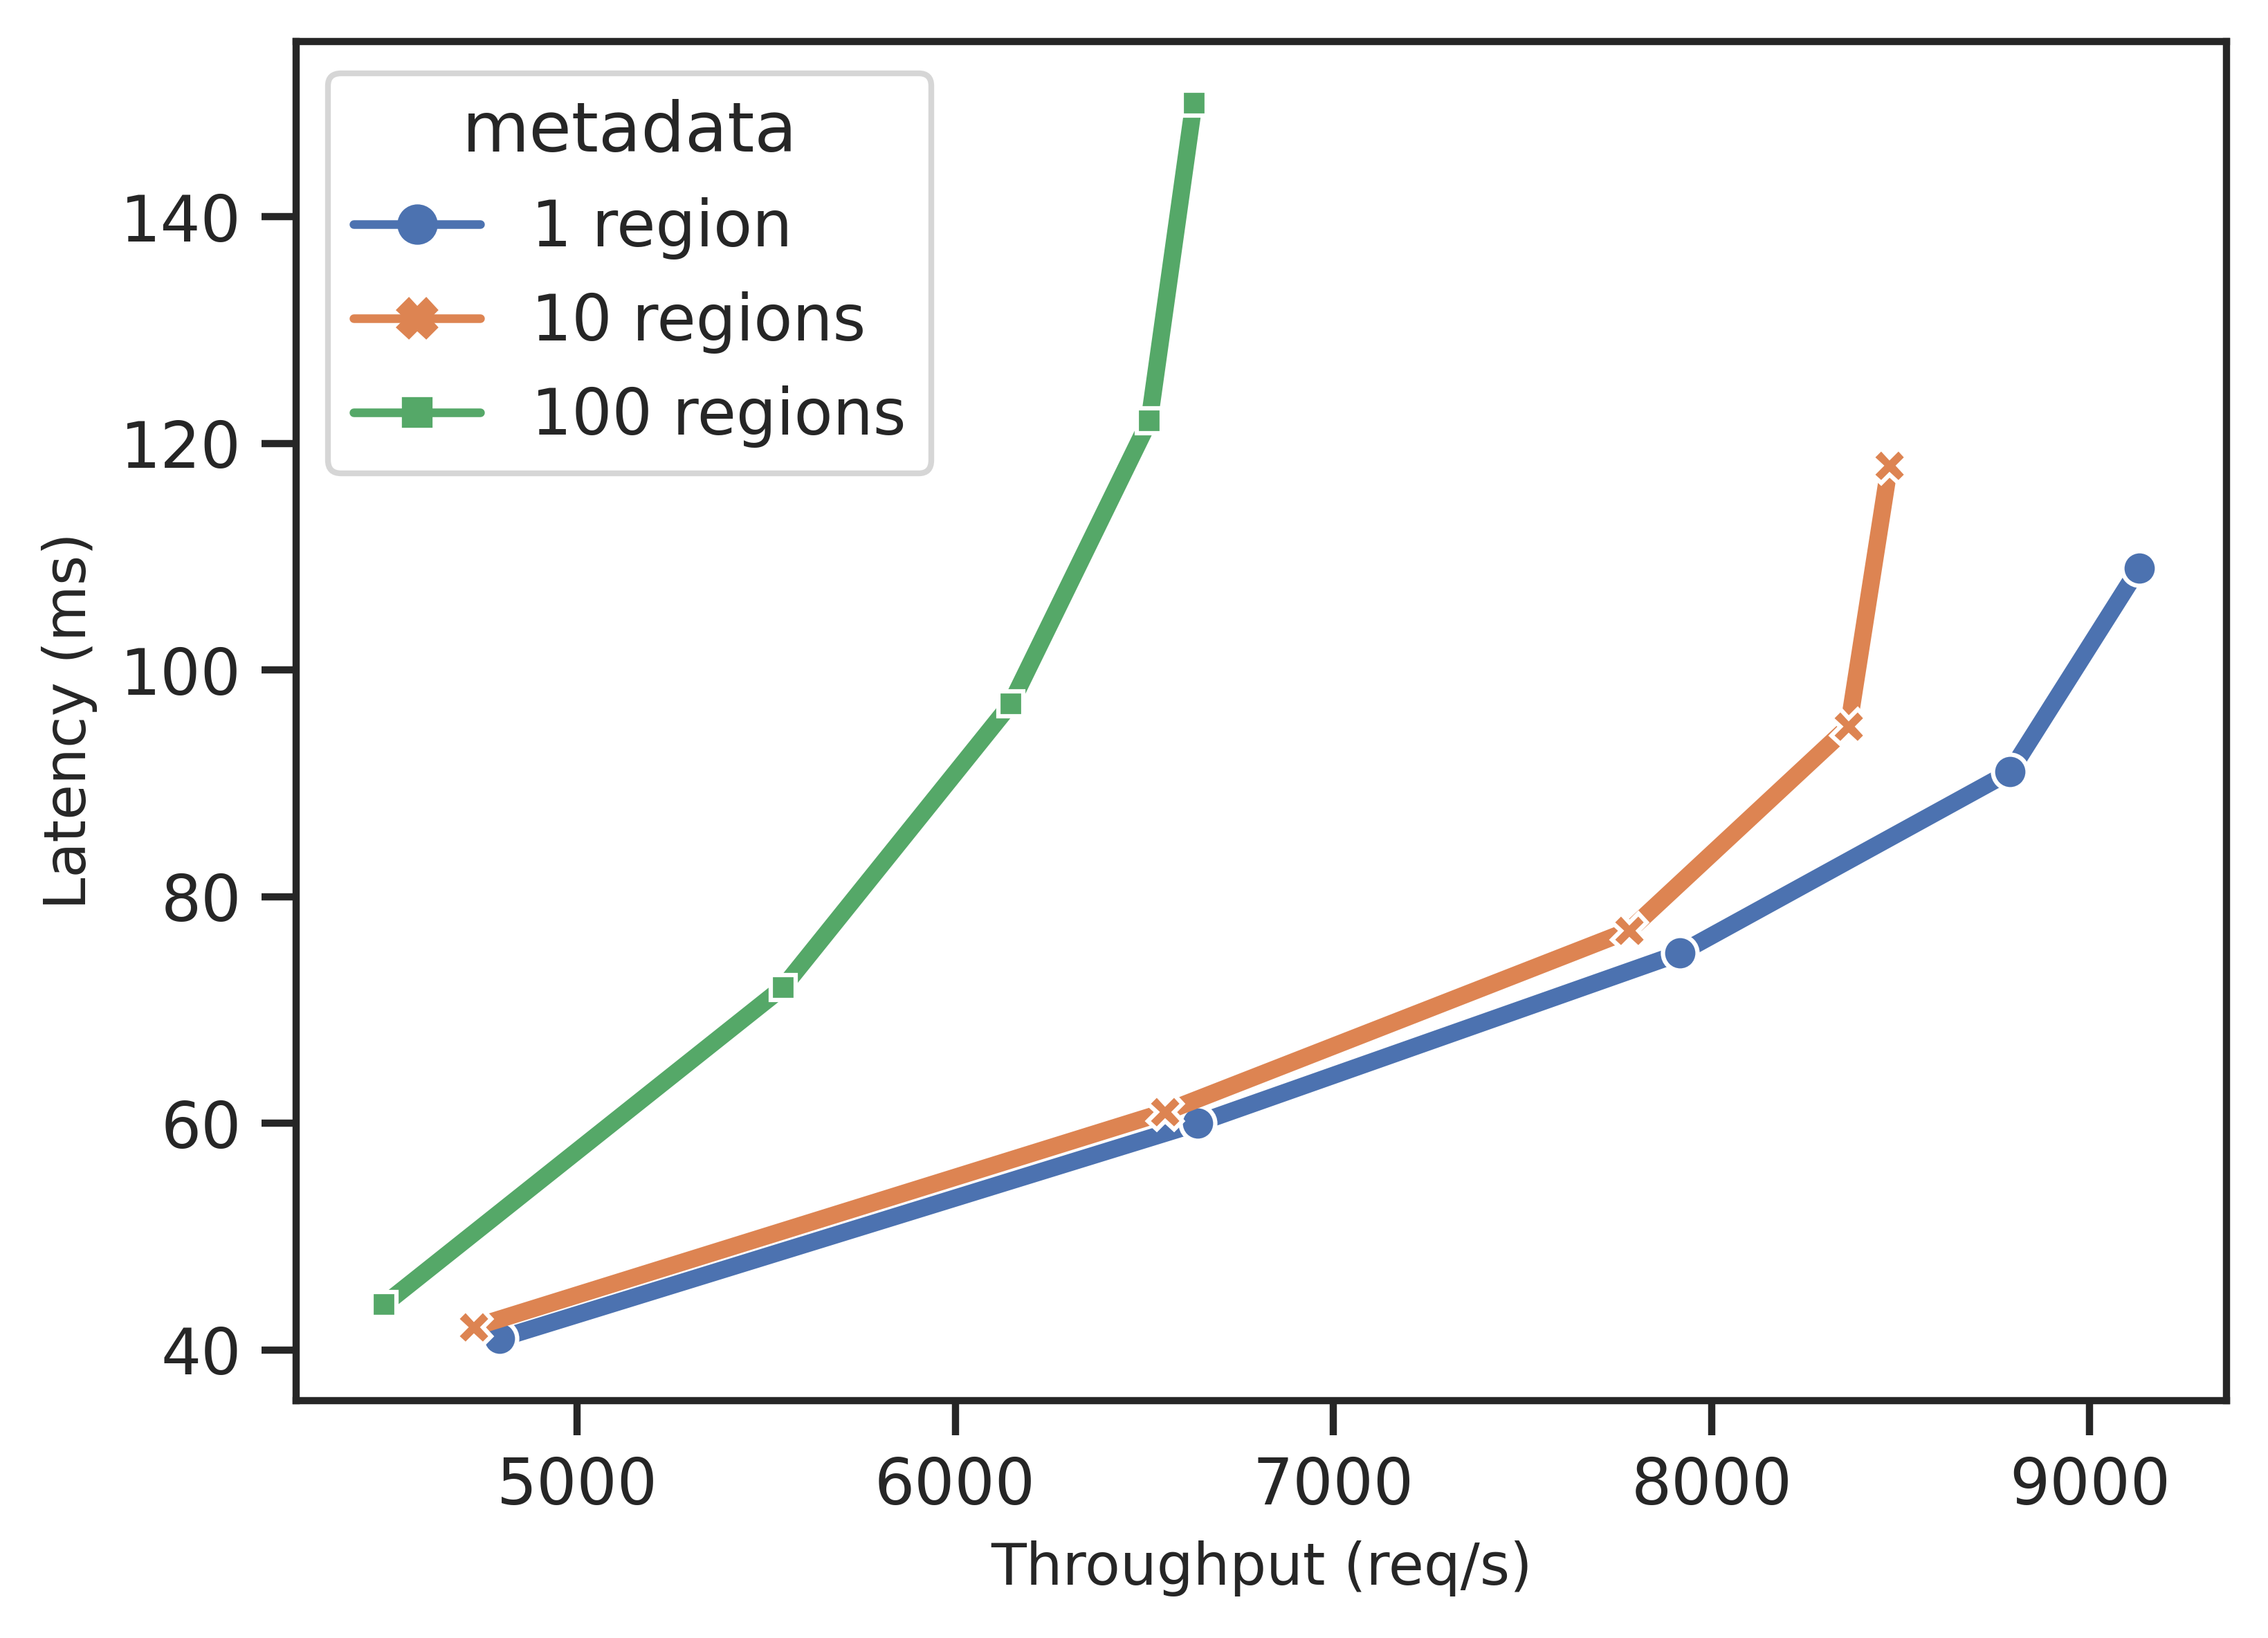 metadata
1 region
10 regions
100 regions
Latency (ms)
140
120
100
80
60
40
5000 6000 7000 8000 9000
Throughput (req/s)